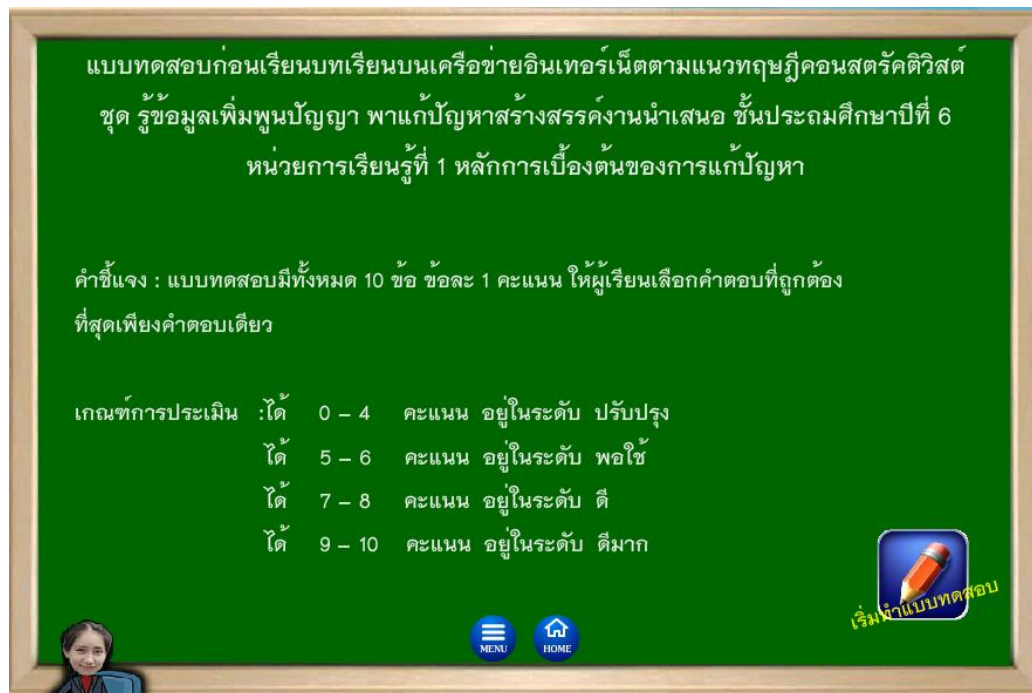 แบบทดสอบก่อนเรียนบทเรียนบนเครือข่ายอินเทอร์เน็ตตามแนวทฤษฎีคอนสตรัคติวิสต์
ชุด รู้ข้อมูลเพิ่มพูนปัญญา พาแก้ปัญหาสร้างสรรค์งานนำเสนอ ชั้นประถมศึกษาปีที่ 6
หน่วยการเรียนรู้ที่ 1 หลักการเบื้องต้นของการแก้ปัญหา
คำชี้แจง : แบบทดสอบมีทั้งหมด 10 ข้อ ข้อละ 1 คะแนน ให้ผู้เรียนเลือกคำตอบที่ถูกต้อง
ที่สุดเพียงคำตอบเดียว
เกณฑ์การประเมิน :ได้ 0 – 4 คะแนน อยู่ในระดับ ปรับปรุง
ได้ 5 – 6 คะแนน อยู่ในระดับ พอใช้
ได้ 7 – 8 คะแนน อยู่ในระดับ ดี
ได้ 9 – 10 คะแนน อยู่ในระดับ ดีมาก
เริ่มทำแบบทดสอบ
MENU HOME